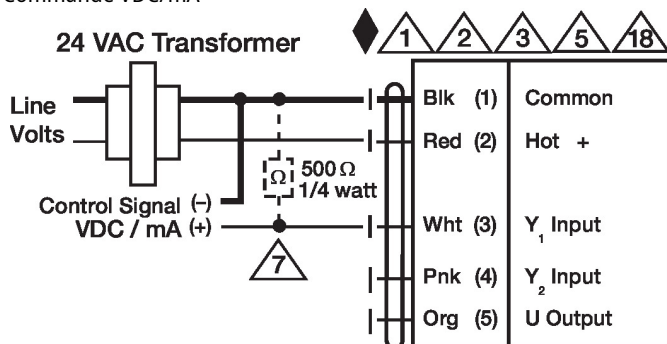 Commande VDC/mA
24 VAC Transformer
1 2 3 5 18
Line
Volts
Blk (1) Common
Red (2) Hot +
Ω 500 Ω
1/4 watt
Control Signal (-)
VDC / mA (+)
Wht (3) Y1 Input
7
Pnk (4) Y2 Input
Org (5) U Output